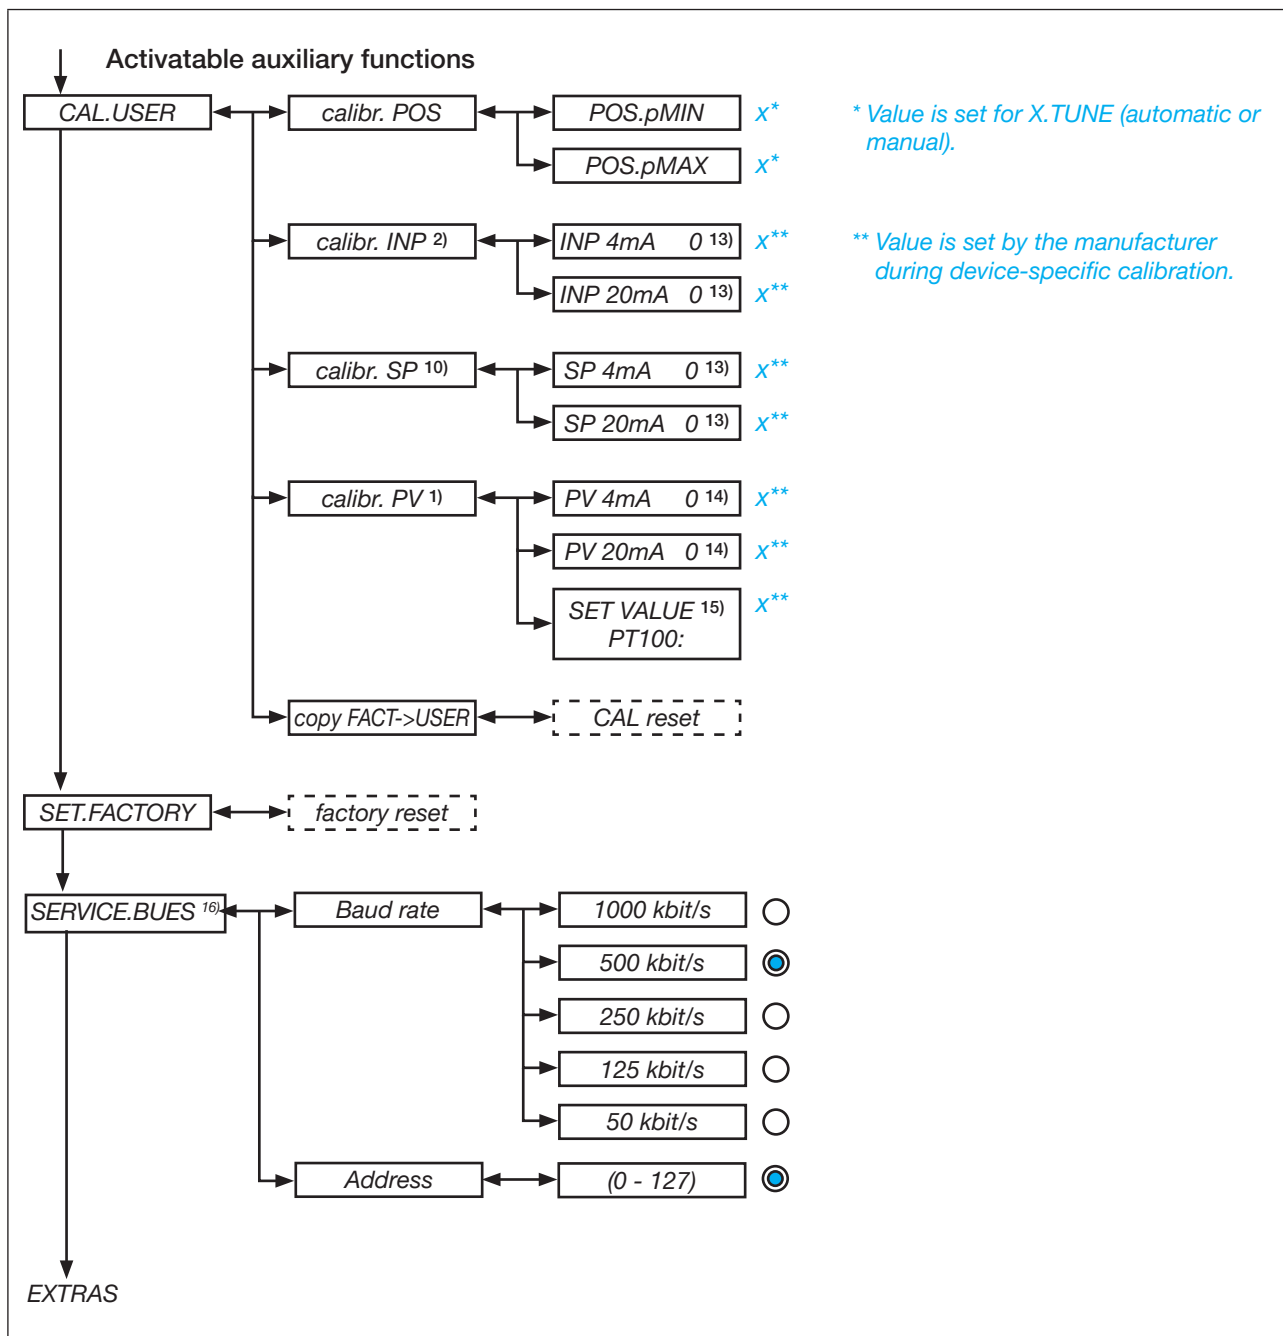 Activatable auxiliary functions
CAL.USER
calibr. POS
POS.pMIN
x*
* Value is set for X.TUNE (automatic or
manual).
POS.pMAX
x*
calibr. INP 2)
INP 4mA 0 13)
x**
** Value is set by the manufacturer
during device-specific calibration.
INP 20mA 0 13)
x**
calibr. SP 10)
SP 4mA 0 13)
x**
SP 20mA 0 13)
x**
calibr. PV 1)
PV 4mA 0 14)
x**
PV 20mA 0 14)
x**
SET VALUE 15)
PT100:
x**
copy FACT->USER
CAL reset
SET.FACTORY
factory reset
SERVICE.BUES 16)
Baud rate
1000 kbit/s
500 kbit/s
250 kbit/s
125 kbit/s
50 kbit/s
Address
(0 - 127)
EXTRAS